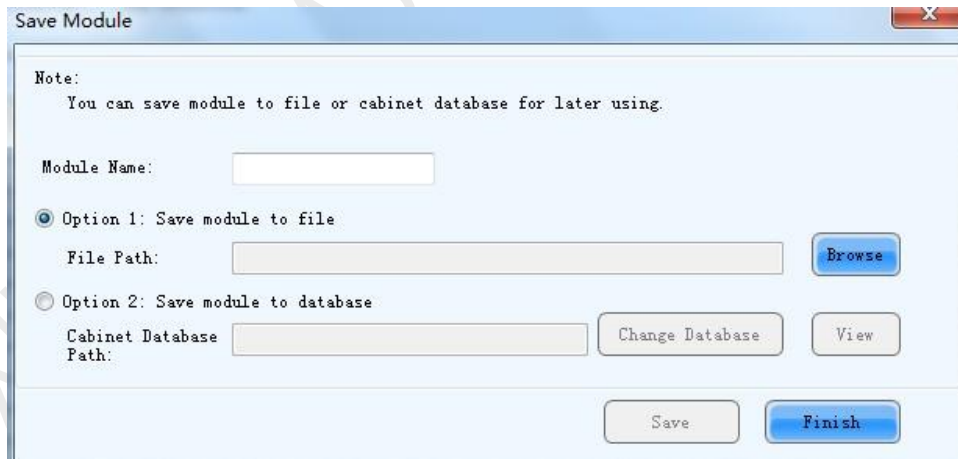 Save Module
Note:
You can save module to file or cabinet database for later using.
Module Name:
Option 1: Save module to file
File Path:
Browse
Option 2: Save module to database
Cabinet Database
Path:
Change Database
View
Save
Finish